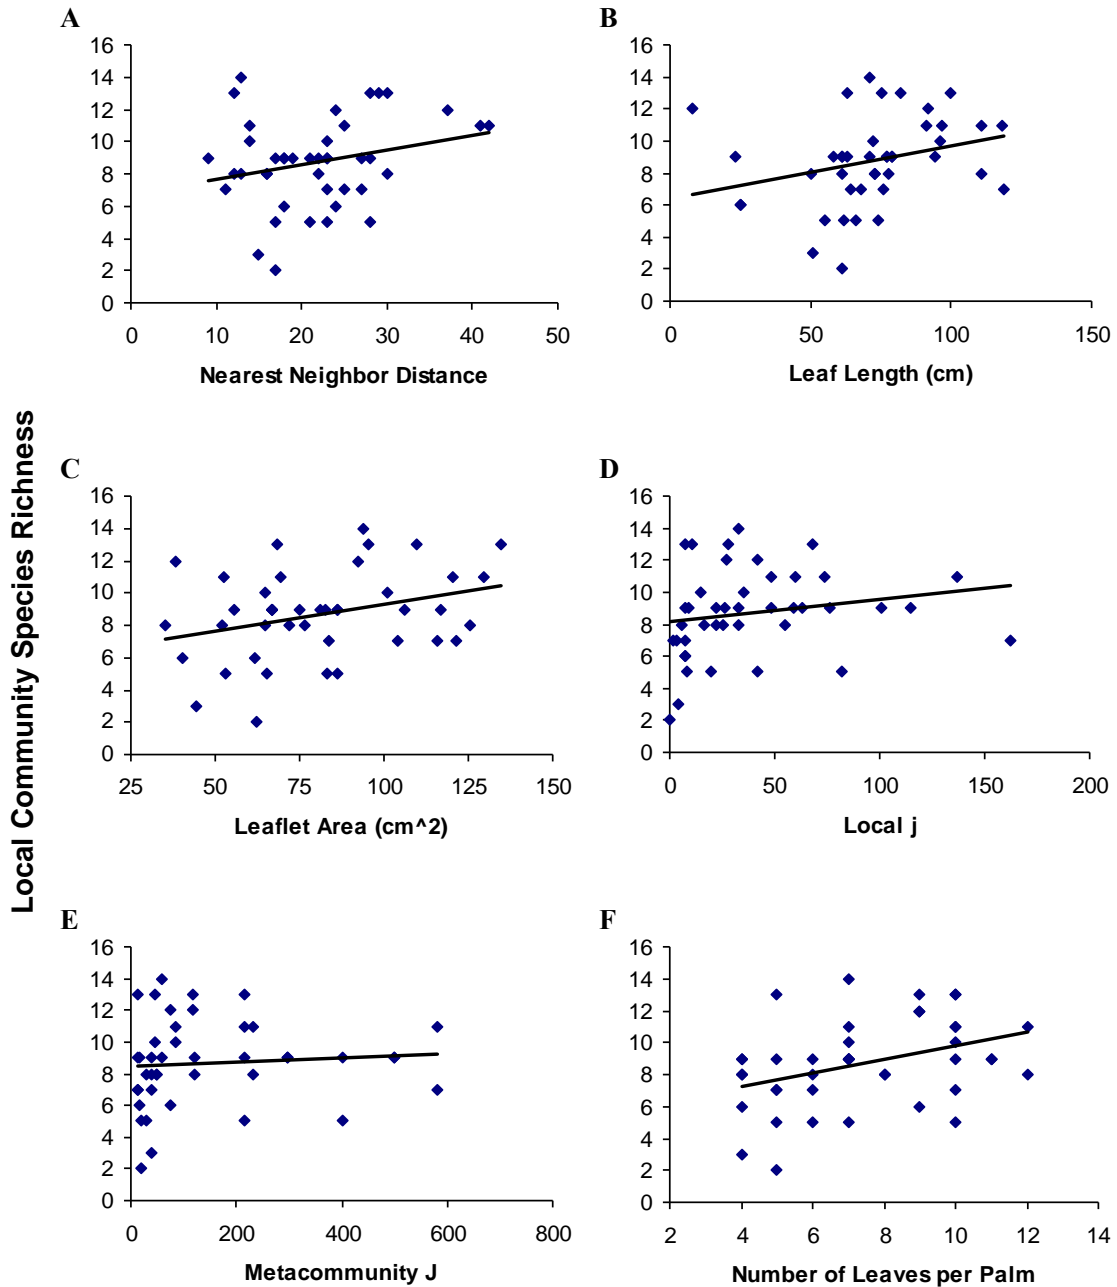 A
16
14
12
10
8
6
4
2
0
0 10 20 30 40 50
Nearest Neighbor Distance
B
16
14
12
10
8
6
4
2
0
0 50 100 150
Leaf Length (cm)
Local Community Species Richness
C
16
14
12
10
8
6
4
2
0
25 50 75 100 125 150
Leaflet Area (cm^2)
D
16
14
12
10
8
6
4
2
0
0 50 100 150 200
Local j
E
16
14
12
10
8
6
4
2
0
0 200 400 600 800
Metacommunity J
F
16
14
12
10
8
6
4
2
0
2 4 6 8 10 12 14
Number of Leaves per Palm